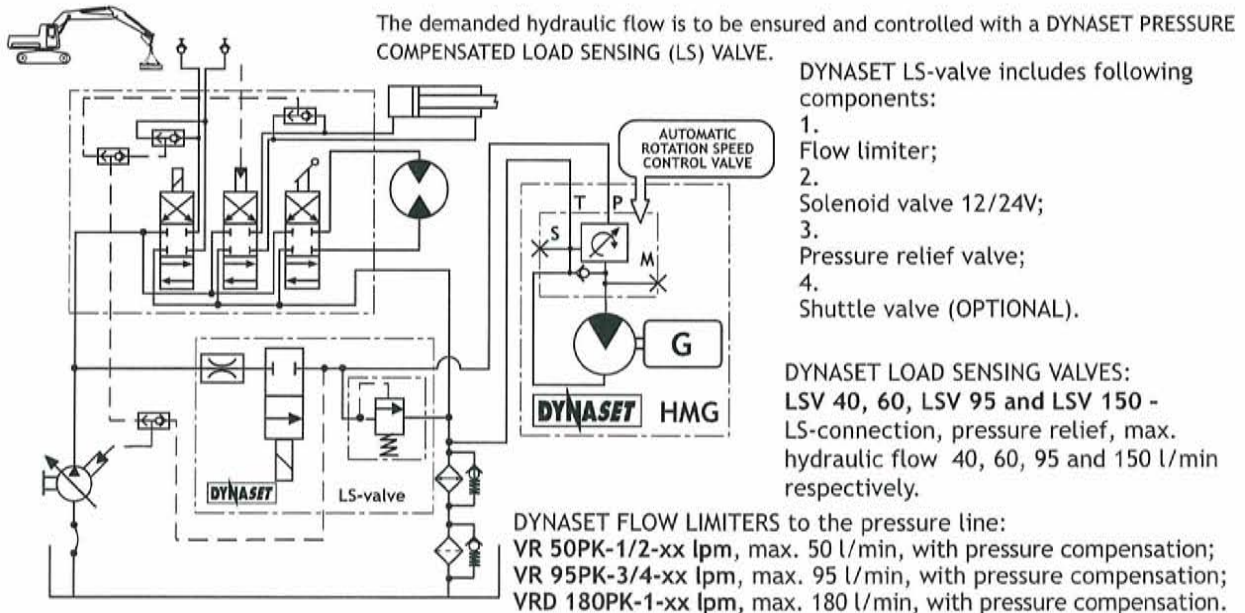 The demanded hydraulic flow is to be ensured and controlled with a DYNASET PRESSURE
COMPENSATED LOAD SENSING (LS) VALVE.
DYNASET LS-valve includes following
components:
1.
Flow limiter;
2.
Solenoid valve 12/24V;
3.
Pressure relief valve;
4.
Shuttle valve (OPTIONAL).
AUTOMATIC
ROTATION SPEED
CONTROL VALVE
T P
S
M
G
DYNASET HMG
DYNASET LS-valve
DYNASET LOAD SENSING VALVES:
LSV 40, 60, LSV 95 and LSV 150 -
LS-connection, pressure relief, max.
hydraulic flow 40, 60, 95 and 150 l/min
respectively.
DYNASET FLOW LIMITERS to the pressure line:
VR 50PK-1/2-xx lpm, max. 50 l/min, with pressure compensation;
VR 95PK-3/4-xx lpm, max. 95 l/min, with pressure compensation;
VRD 180PK-1-xx lpm, max. 180 l/min, with pressure compensation.